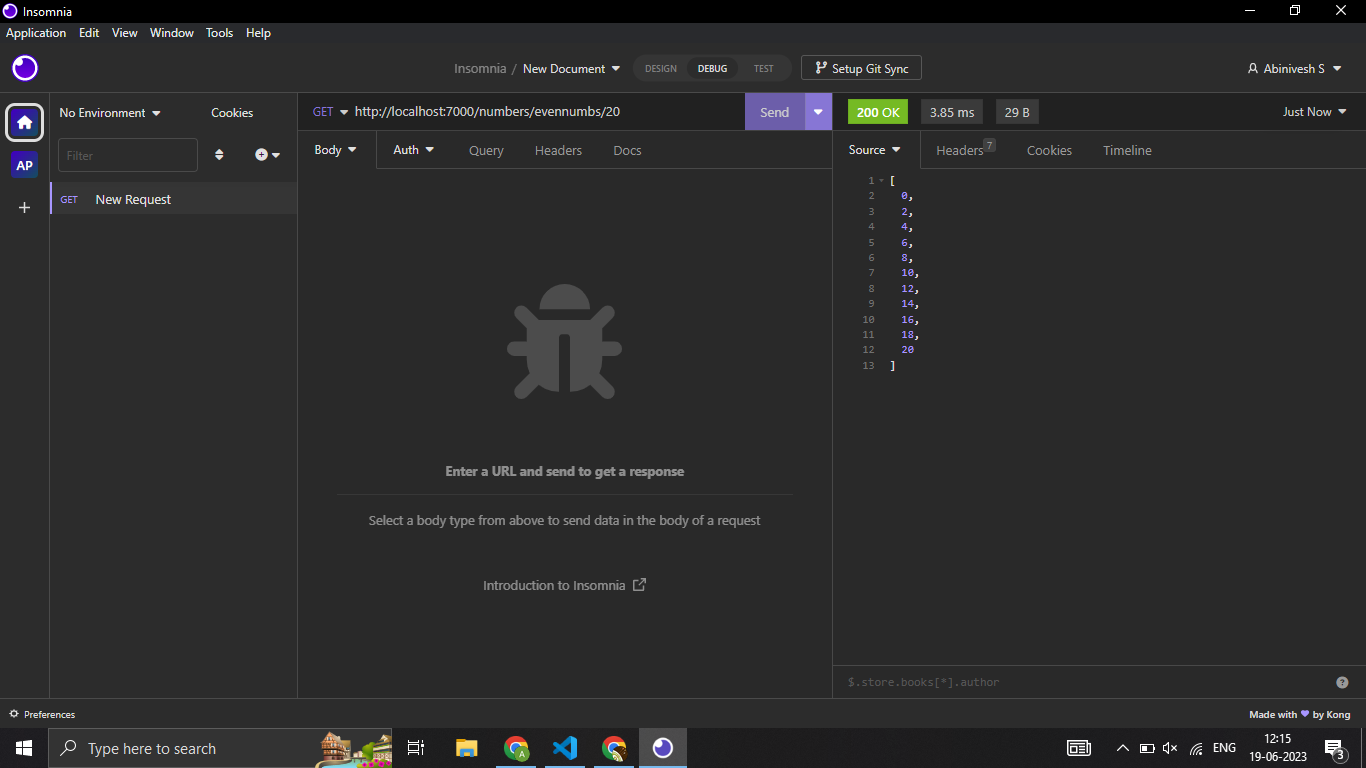 Insomnia
Application Edit View Window Tools Help
Insomnia / New Document DESIGN DEBUG TEST Setup Git Sync Abinivesh S
No Environment Cookies
GET http://localhost:7000/numbers/evennumbs/20 Send
200 OK 3.85 ms 29 B Just Now
Filter
Body Auth Query Headers Docs
Source Headers 7 Cookies Timeline
AP
GET New Request
1 [
2 0,
3 2,
4 4,
5 6,
6 8,
7 10,
8 12,
9 14,
10 16,
11 18,
12 20
13 ]
Enter a URL and send to get a response
Select a body type from above to send data in the body of a request
Introduction to Insomnia
$.store.books[*].author
Preferences
Made with by Kong
Type here to search
A
ENG
12:15
19-06-2023
3